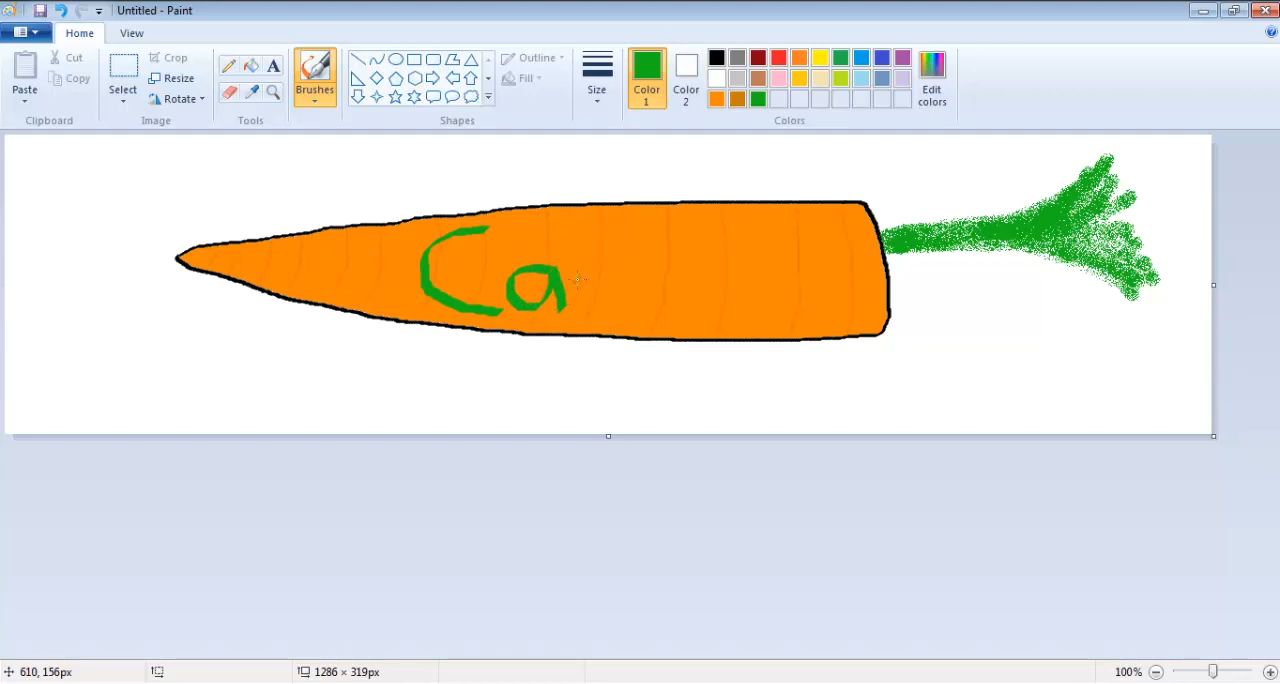 Untitled - Paint
Home View
Paste
Cut
Copy
Clipboard
Select
Crop
Resize
Rotate
Image
A
Tools
Brushes
Outline
Fill
Shapes
Size
Color 1
Color 2
Edit colors
Colors
Ca
610, 156px
1286 × 319px
100%